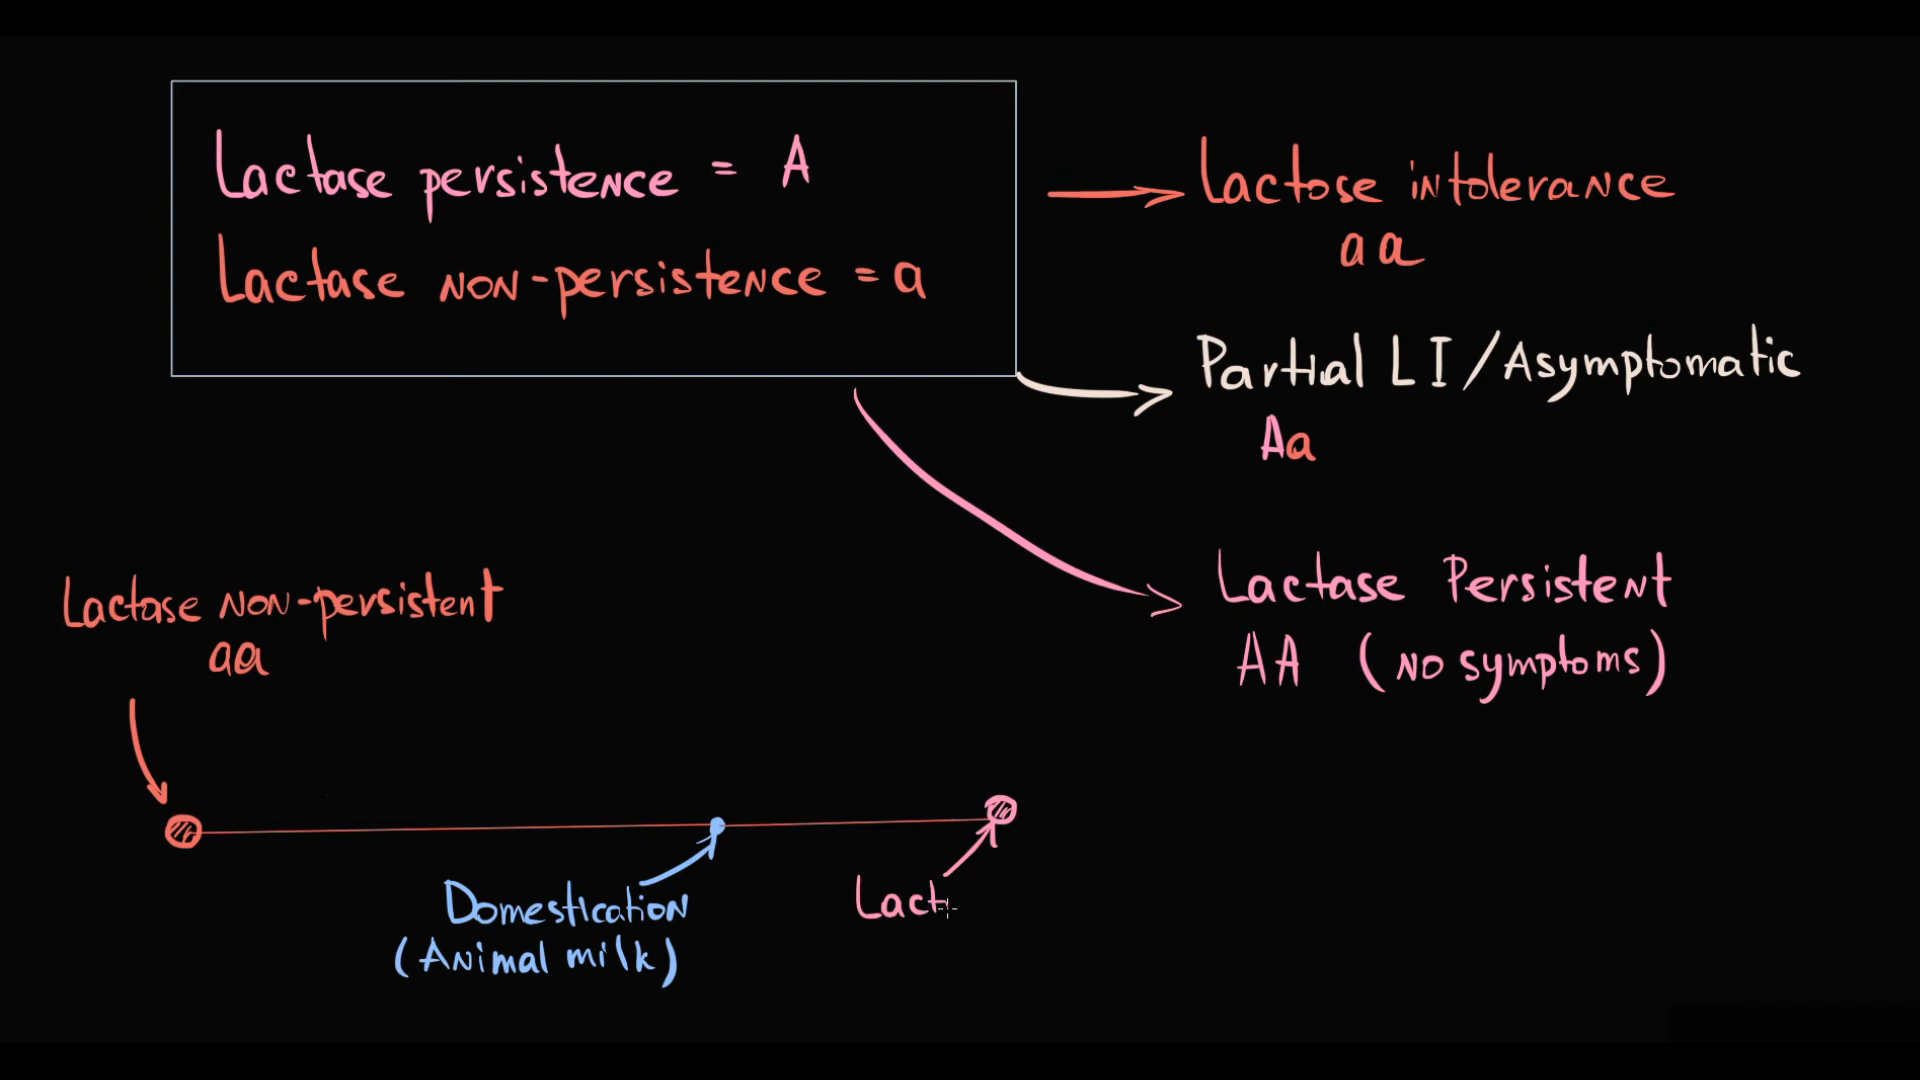 Lactase persistence = A
Lactase non-persistence = a
Lactose intolerance
aa
Partial LI/Asymptomatic
Aa
Lactase Persistent
AA (no symptoms)
Lactase non-persistent
aa
Domestication
(Animal milk)
Lact